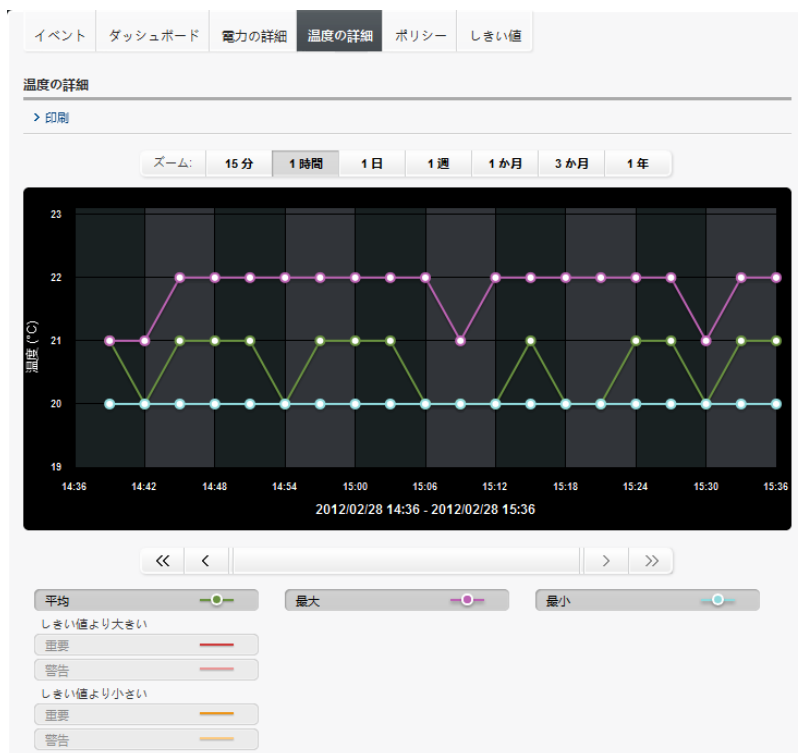 イベント ダッシュボード 電力の詳細 温度の詳細 ポリシー しきい値
温度の詳細
> 印刷
ズーム: 15 分 1 時間 1 日 1 週 1 か月 3 か月 1 年
23
22
21
20
19
温度 (°C)
14:36 14:42 14:48 14:54 15:00 15:06 15:12 15:18 15:24 15:30 15:36
2012/02/28 14:36 - 2012/02/28 15:36
平均 最大 最小
しきい値より大きい
重要
警告
しきい値より小さい
重要
警告